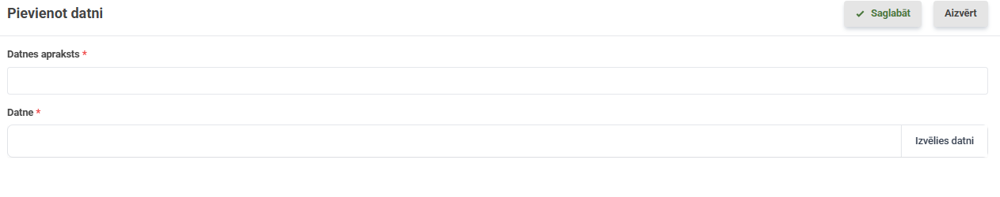 Pievienot datni
✓ Saglabāt
Aizvērt
Datnes apraksts *
Datne *
Izvēlies datni